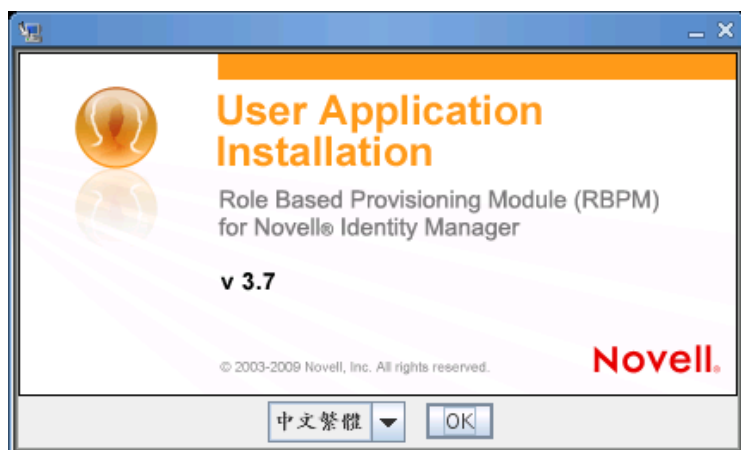 User Application
Installation
Role Based Provisioning Module (RBPM)
for Novell® Identity Manager
v 3.7
© 2003-2009 Novell, Inc. All rights reserved.
Novell.
中文繁體
OK